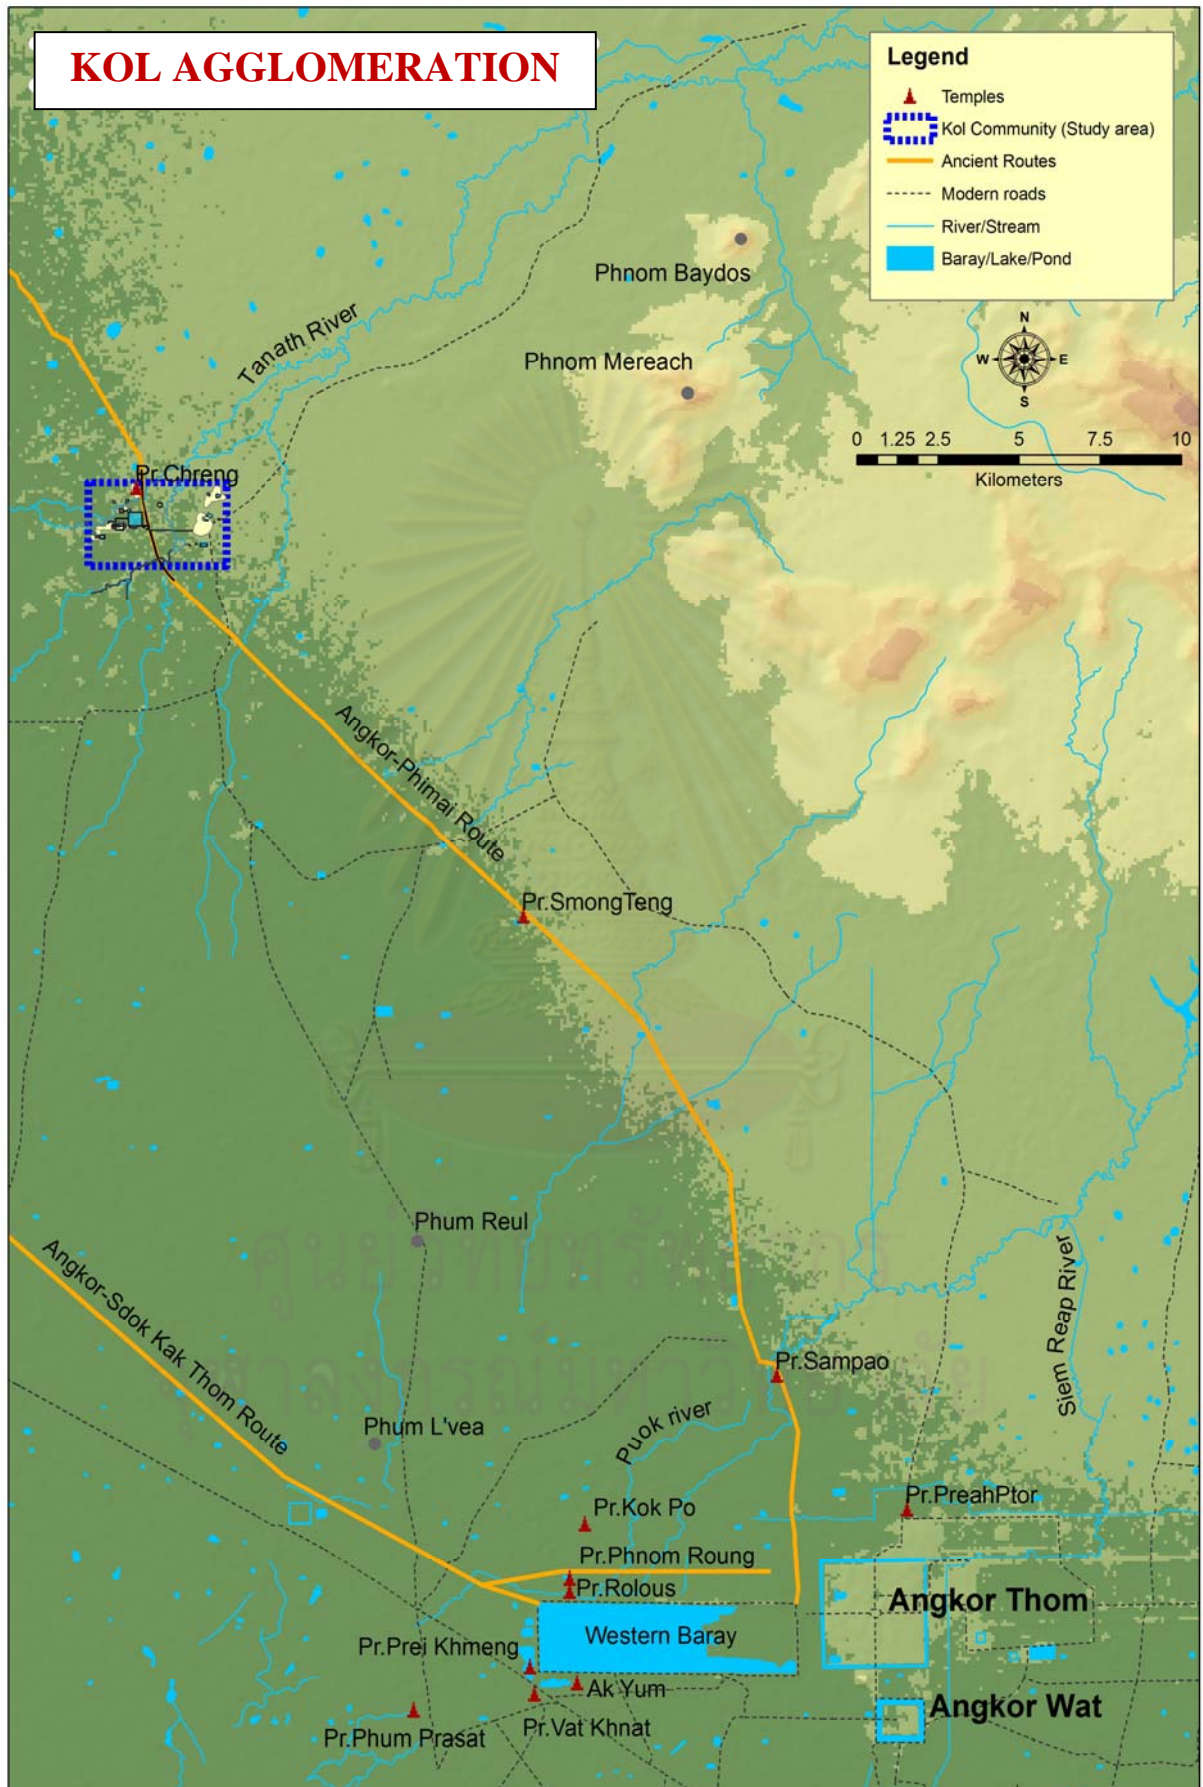 KOL AGGLOMERATION
Legend
Temples
Kol Community (Study area)
Ancient Routes
Modern roads
River/Stream
Baray/Lake/Pond
N
W
E
S
0 1.25 2.5 5 7.5 10
Kilometers
Phnom Baydos
Tanath River
Phnom Mereach
Pr.Chreng
Angkor-Phimai Route
Pr.SmongTeng
Phum Reul
Angkor-Sdok Kak Thom Route
Siem Reap River
Pr.Sampao
Phum L'vea
Puok river
Pr.Kok Po
Pr.PreahPtor
Pr.Phnom Roung
Pr.Rolous
Angkor Thom
Western Baray
Pr.Prei Khmeng
Ak Yum
Angkor Wat
Pr.Vat Khnat
Pr.Phum Prasat